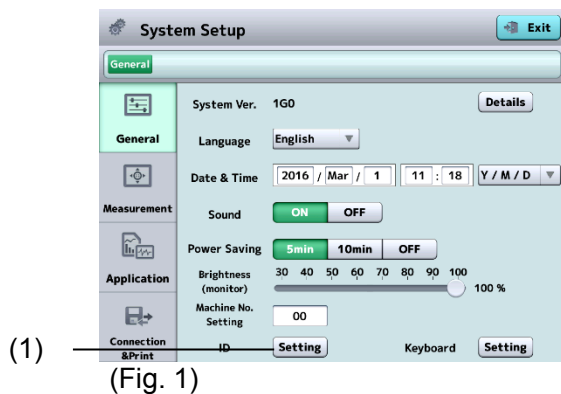 System Setup
Exit
General
System Ver. 1G0 Details
General
Language English
Date & Time 2016 / Mar / 1 11 : 18 Y / M / D
Measurement
Sound ON OFF
Power Saving 5min 10min OFF
Application
Brightness
(monitor)
30 40 50 60 70 80 90 100
100 %
Machine No.
Setting
00
Connection
&Print
(1)
ID Setting Keyboard Setting
(Fig. 1)